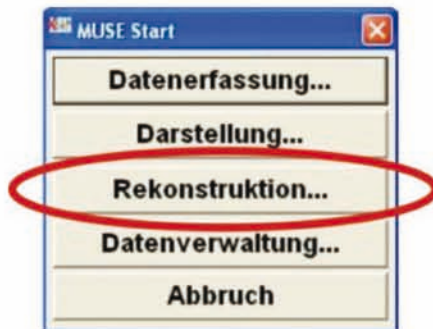 MUSE Start
Datenerfassung...
Darstellung...
Rekonstruktion...
Datenverwaltung...
Abbruch